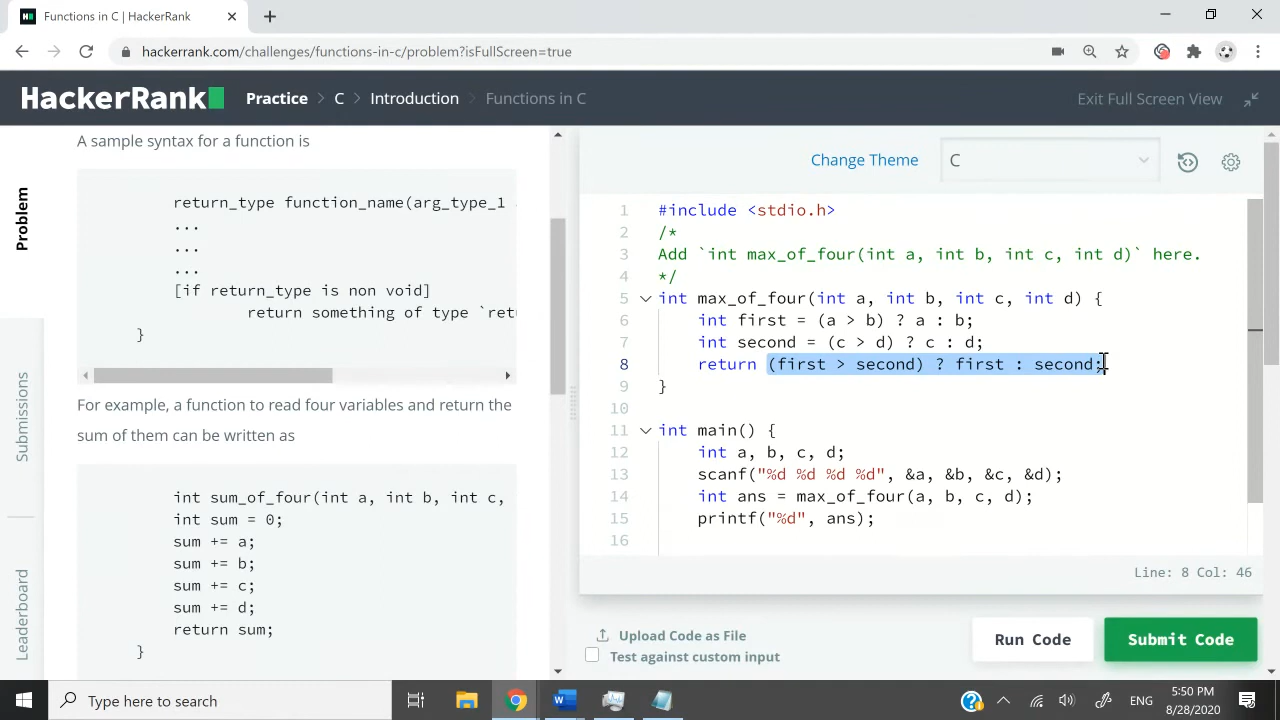 Functions in C | HackerRank
hackerrank.com/challenges/functions-in-c/problem?isFullScreen=true
HackerRank
Practice > C > Introduction > Functions in C
Exit Full Screen View
Problem
Submissions
Leaderboard
A sample syntax for a function is
return_type function_name(arg_type_1
...
...
...
[if return_type is non void]
return something of type `retu
}
For example, a function to read four variables and return the
sum of them can be written as
int sum_of_four(int a, int b, int c,
int sum = 0;
sum += a;
sum += b;
sum += c;
sum += d;
return sum;
}
Change Theme
C
1 #include <stdio.h>
2 /*
3 Add `int max_of_four(int a, int b, int c, int d)` here.
4 */
5 int max_of_four(int a, int b, int c, int d) {
6 int first = (a > b) ? a : b;
7 int second = (c > d) ? c : d;
8 return (first > second) ? first : second;
9 }
10
11 int main() {
12 int a, b, c, d;
13 scanf("%d %d %d %d", &a, &b, &c, &d);
14 int ans = max_of_four(a, b, c, d);
15 printf("%d", ans);
16
Line: 8 Col: 46
Upload Code as File
Test against custom input
Run Code
Submit Code
Type here to search
ENG
5:50 PM
8/28/2020